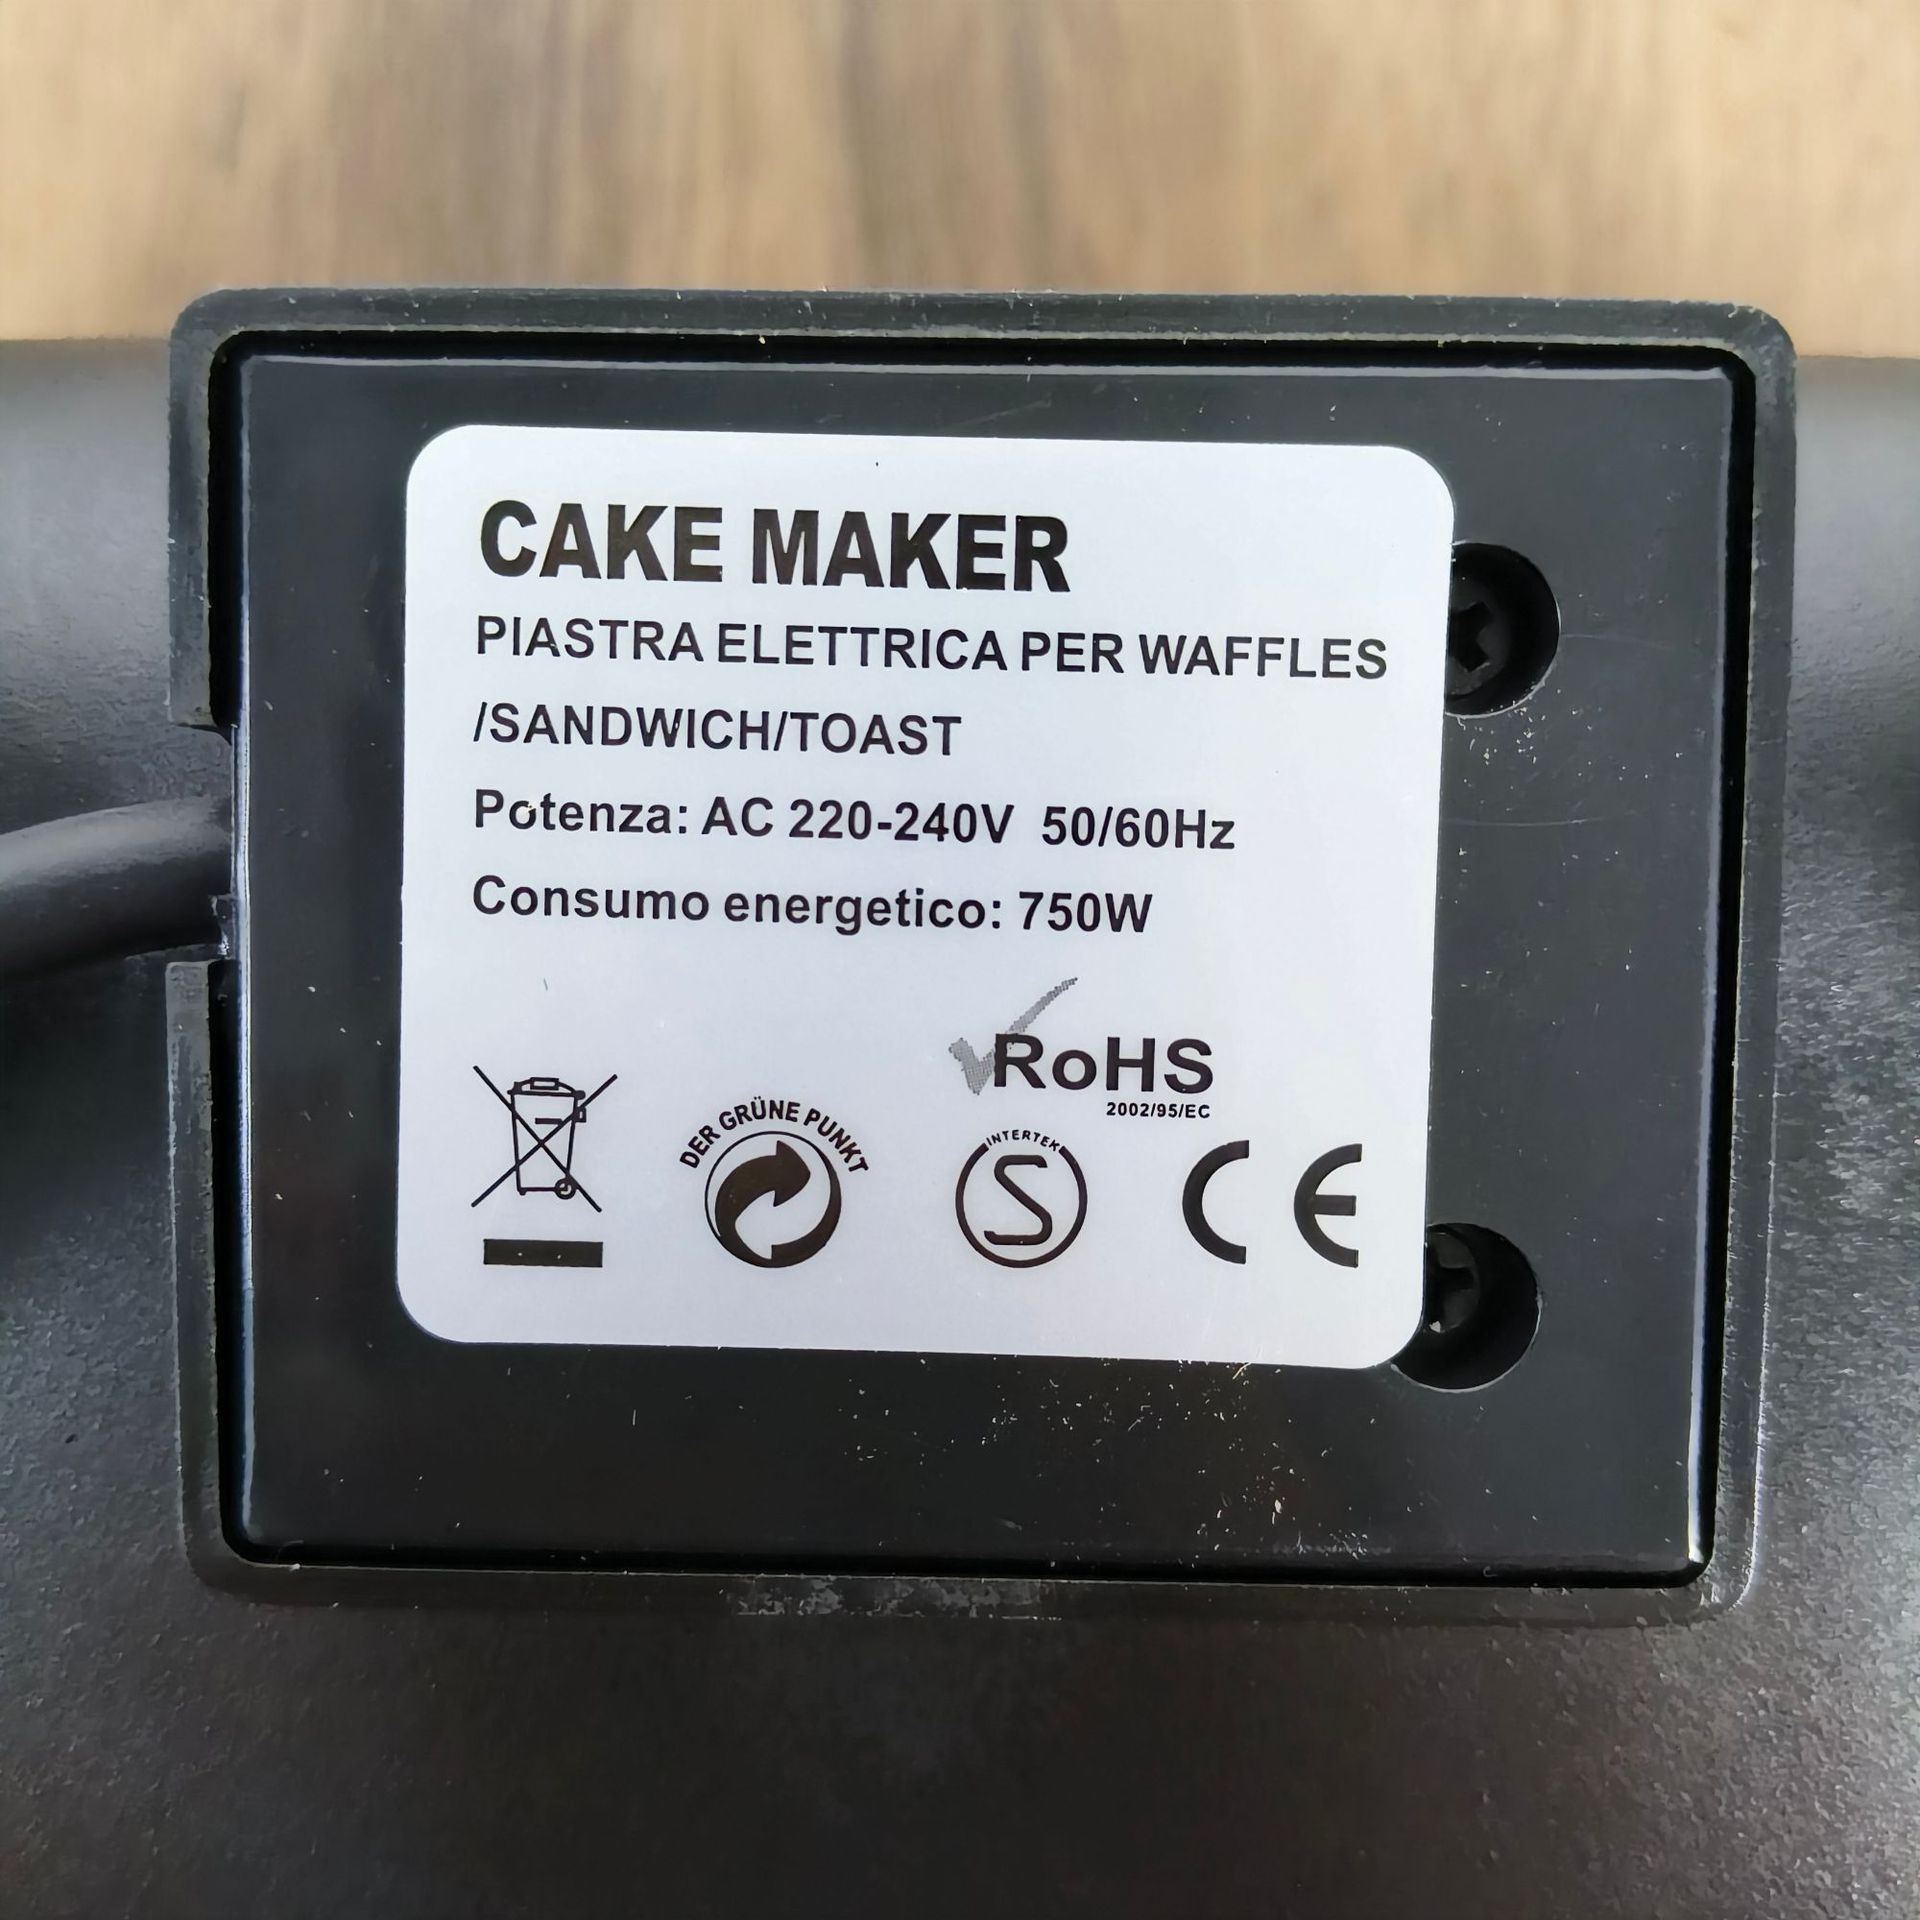 CAKE MAKER
PIASTRA ELETTRICA PER WAFFLES
/SANDWICH/TOAST
Potenza: AC 220-240V 50/60Hz
Consumo energetico: 750W
RoHS
2002/95/EC
DER GRÜNE PUNKT
INTERTEK
S
CE